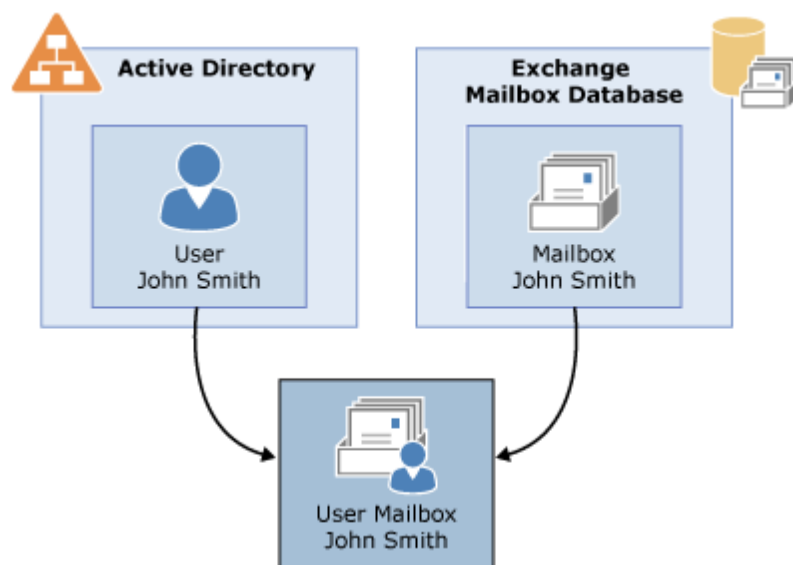 Active Directory
Exchange
Mailbox Database
User
John Smith
Mailbox
John Smith
User Mailbox
John Smith